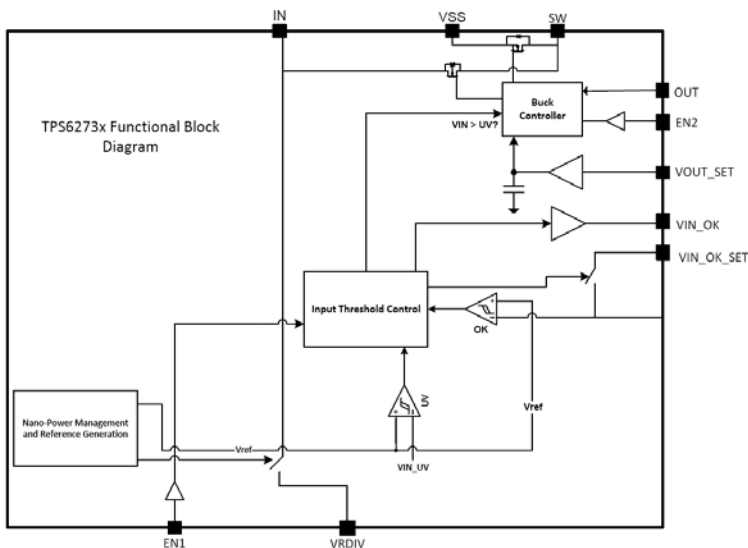 IN
VSS
SW
TPS6273x Functional Block
Diagram
Buck
Controller
OUT
VIN > UV?
EN2
VOUT_SET
VIN_OK
VIN_OK_SET
Input Threshold Control
+
-
OK
UV
+
-
Nano-Power Management
and Reference Generation
Vref
Vref
VIN_UV
EN1
VRDIV